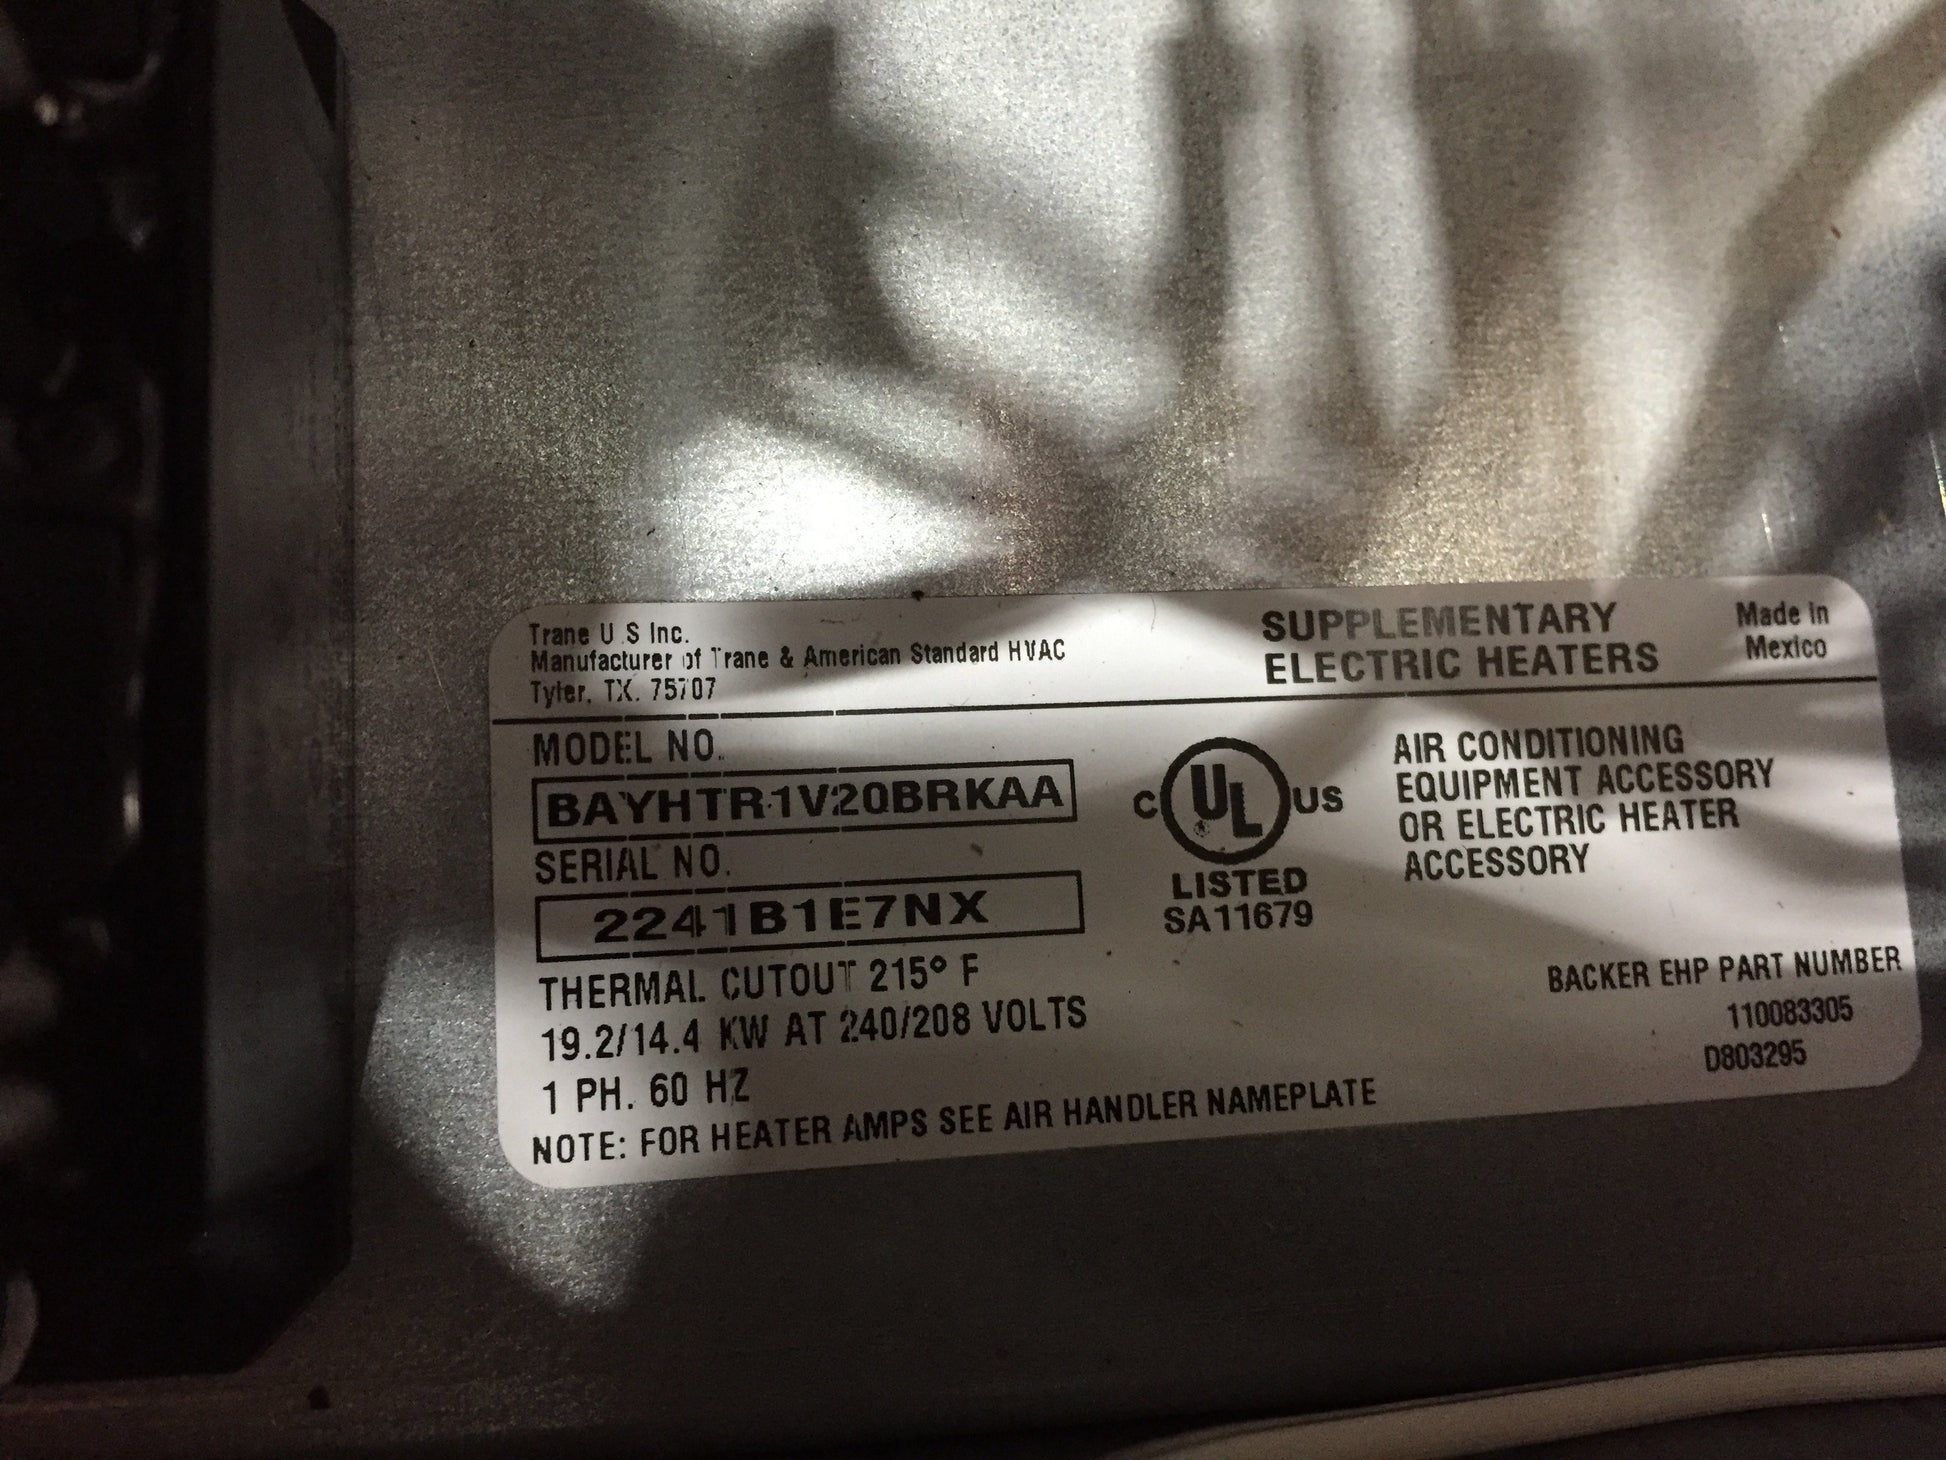 Trane U.S Inc.
Manufacturer of Trane & American Standard HVAC
Tyler, TX. 75707
SUPPLEMENTARY
ELECTRIC HEATERS
Made in
Mexico
MODEL NO.
BAYHTR1V20BRKAA
SERIAL NO.
2241B1E7NX
THERMAL CUTOUT 215° F
19.2/14.4 KW AT 240/208 VOLTS
1 PH. 60 HZ
NOTE: FOR HEATER AMPS SEE AIR HANDLER NAMEPLATE
C UL US
LISTED
SA11679
AIR CONDITIONING
EQUIPMENT ACCESSORY
OR ELECTRIC HEATER
ACCESSORY
BACKER EHP PART NUMBER
110083305
D803295